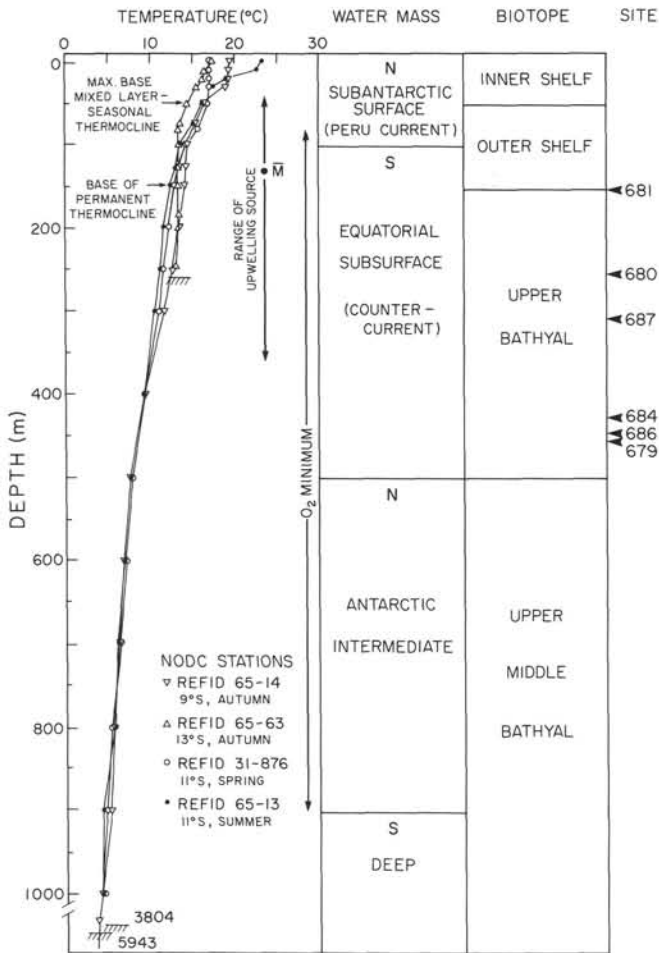 TEMPERATURE (°C)
WATER MASS
BIOTOPE
SITE
0
10
20
30
0
200
400
600
800
1000
DEPTH (m)
MAX. BASE
MIXED LAYER-
SEASONAL
THERMOCLINE
BASE OF
PERMANENT
THERMOCLINE
M̅
RANGE OF
UPWELLING SOURCE
O₂ MINIMUM
NODC STATIONS
▽ REFID 65-14
9°S, AUTUMN
△ REFID 65-63
13°S, AUTUMN
○ REFID 31-876
11°S, SPRING
• REFID 65-13
11°S, SUMMER
3804
5943
N
SUBANTARCTIC
SURFACE
(PERU CURRENT)
S
EQUATORIAL
SUBSURFACE
(COUNTER-
CURRENT)
N
ANTARCTIC
INTERMEDIATE
S
DEEP
INNER SHELF
OUTER SHELF
UPPER
BATHYAL
UPPER
MIDDLE
BATHYAL
681
680
687
684
686
679